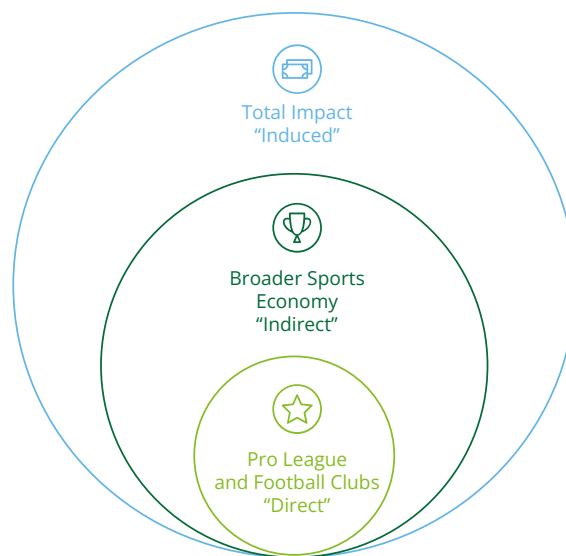 Total Impact
“Induced”
Broader Sports
Economy
“Indirect”
Pro League
and Football Clubs
“Direct”